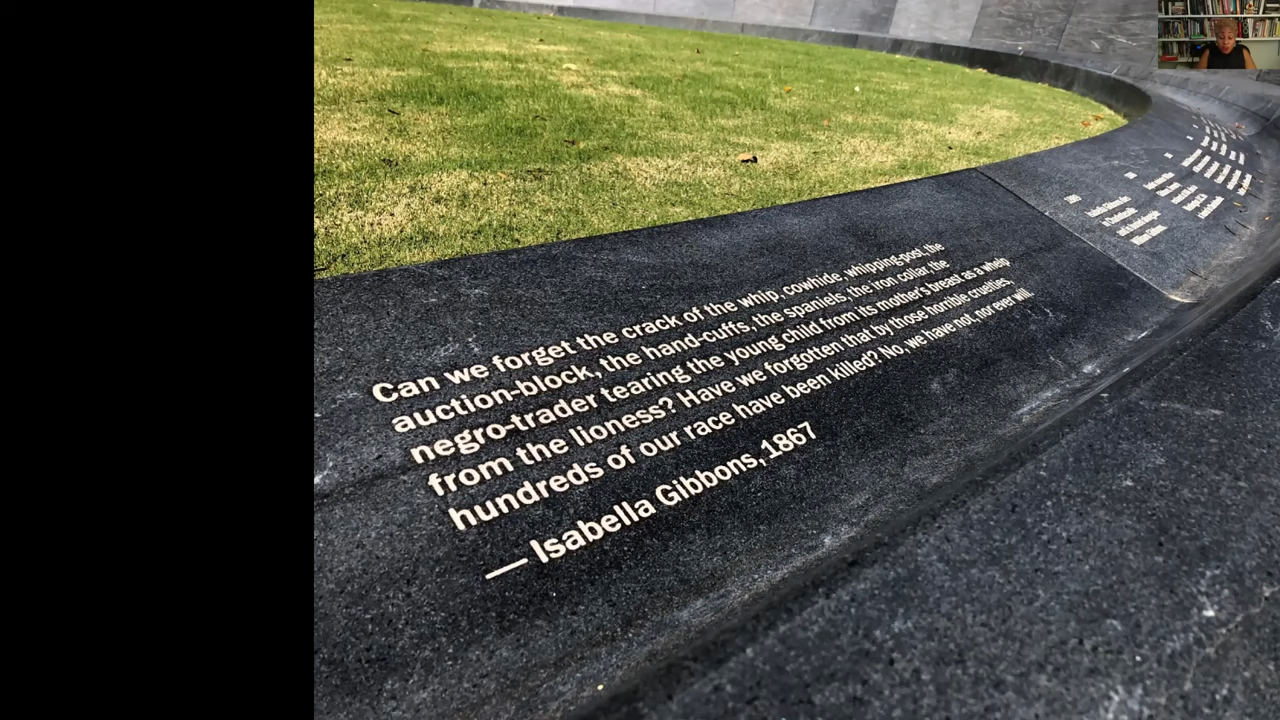 Can we forget the crack of the whip, cowhide, whipping-post, the
auction-block, the hand-cuffs, the spaniels, the iron collar, the
negro-trader tearing the young child from its mother's breast as a whelp
from the lioness? Have we forgotten that by those horrible cruelties,
hundreds of our race have been killed? No, we have not, nor ever will.
— Isabella Gibbons, 1867